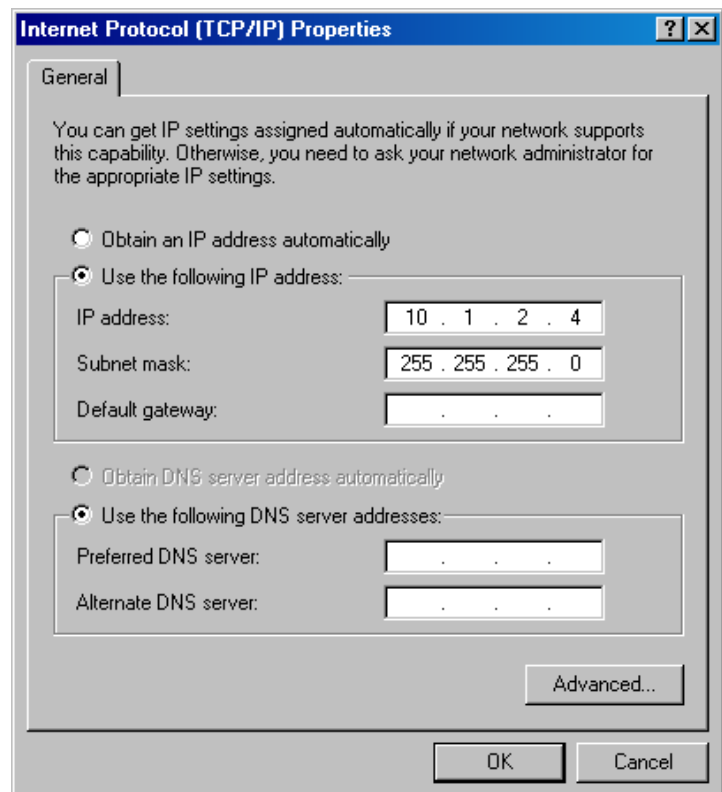 Internet Protocol (TCP/IP) Properties
General
You can get IP settings assigned automatically if your network supports
this capability. Otherwise, you need to ask your network administrator for
the appropriate IP settings.
Obtain an IP address automatically
Use the following IP address:
IP address: 10 . 1 . 2 . 4
Subnet mask: 255 . 255 . 255 . 0
Default gateway: . . .
Obtain DNS server address automatically
Use the following DNS server addresses:
Preferred DNS server: . . .
Alternate DNS server: . . .
Advanced...
OK Cancel